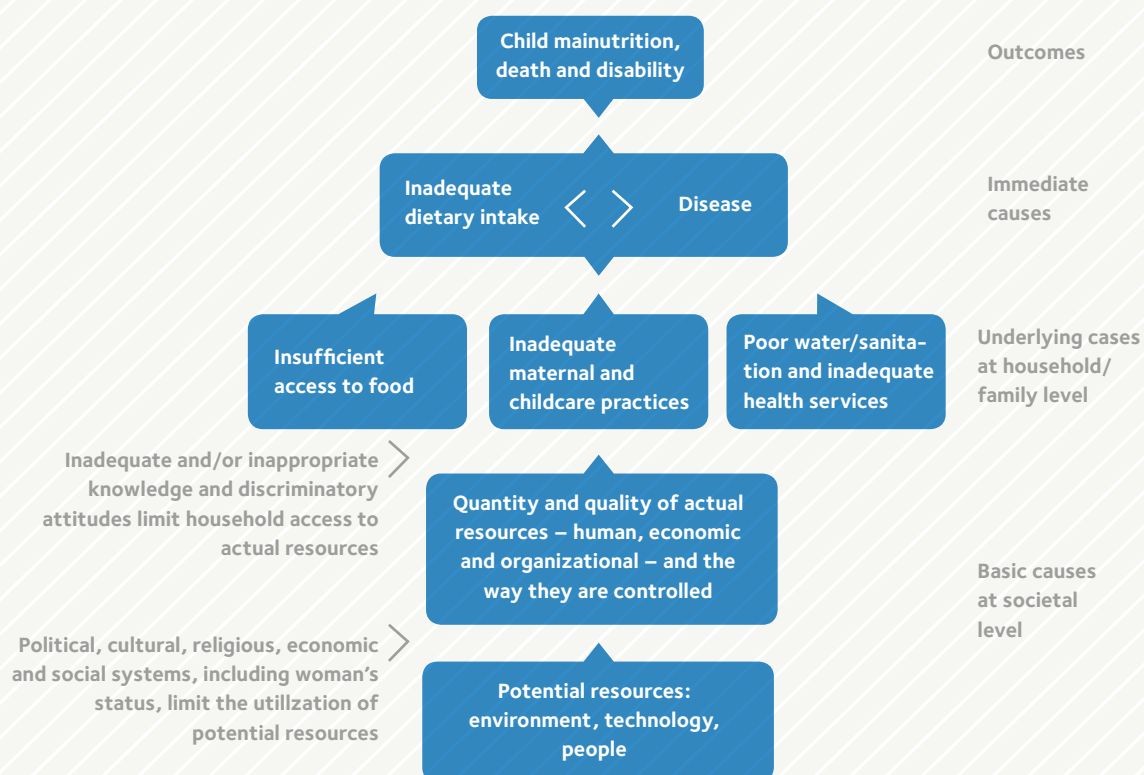 Child mainutrition,
death and disability
Outcomes
Inadequate
dietary intake
Disease
Immediate
causes
Insufficient
access to food
Inadequate
maternal and
childcare practices
Poor water/sanita-
tion and inadequate
health services
Underlying cases
at household/
family level
Inadequate and/or inappropriate
knowledge and discriminatory
attitudes limit household access to
actual resources
Quantity and quality of actual
resources – human, economic
and organizational – and the
way they are controlled
Basic causes
at societal
level
Political, cultural, religious, economic
and social systems, including woman's
status, limit the utillzation of
potential resources
Potential resources:
environment, technology,
people